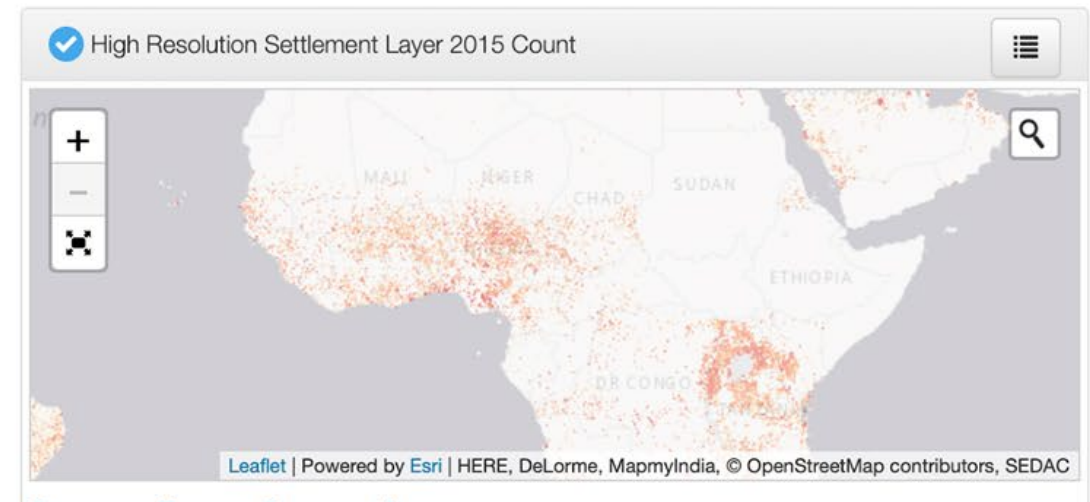 High Resolution Settlement Layer 2015 Count
+
−
MALI
NIGER
CHAD
SUDAN
ETHIOPIA
DR CONGO
Leaflet | Powered by Esri | HERE, DeLorme, MapmyIndia, © OpenStreetMap contributors, SEDAC